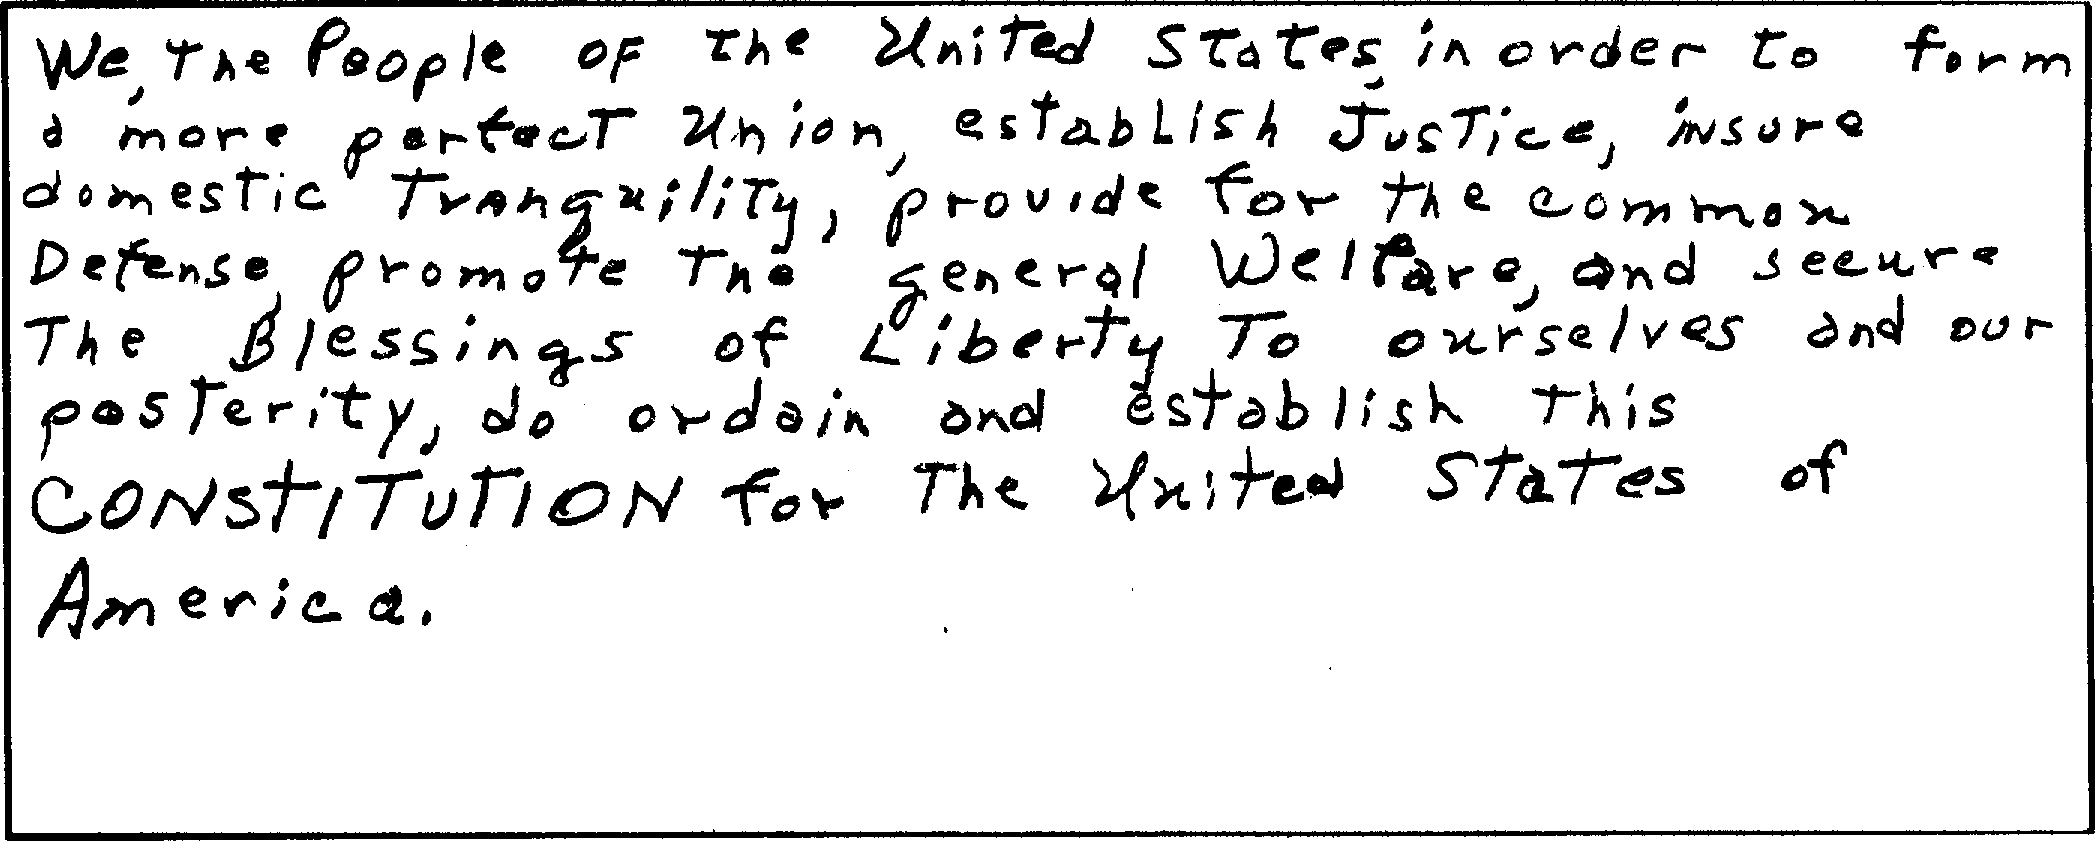 We, the People of the United States, in order to form
a more perfect Union, establish Justice, insure
domestic Tranquility, provide for the common
Defense, promote the general Welfare, and secure
The Blessings of Liberty To ourselves and our
posterity, do ordain and establish This
CONSTITUTION for The United States of
America.